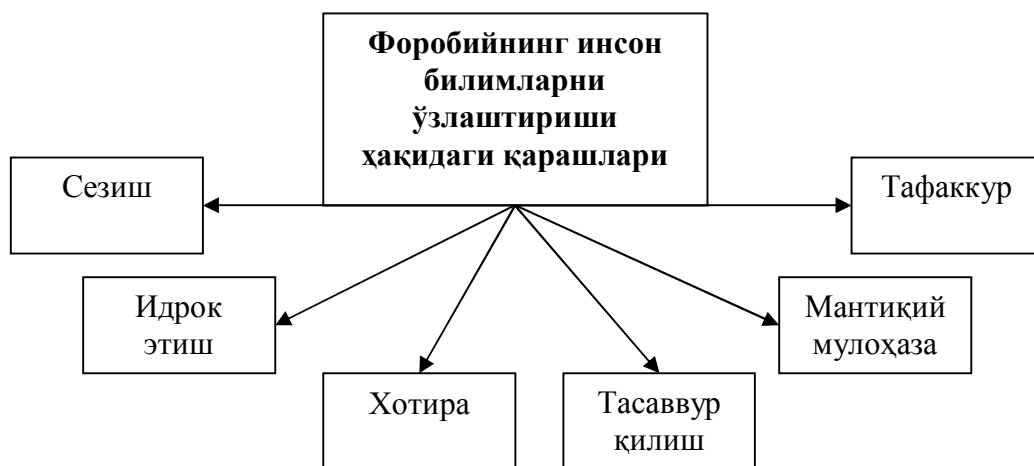 Форобийнинг инсон
билимларни
ўзлаштириши
ҳақидаги қарашлари
Сезиш
Тафаккур
Идрок
этиш
Мантиқий
мулоҳаза
Хотира
Тасаввур
қилиш